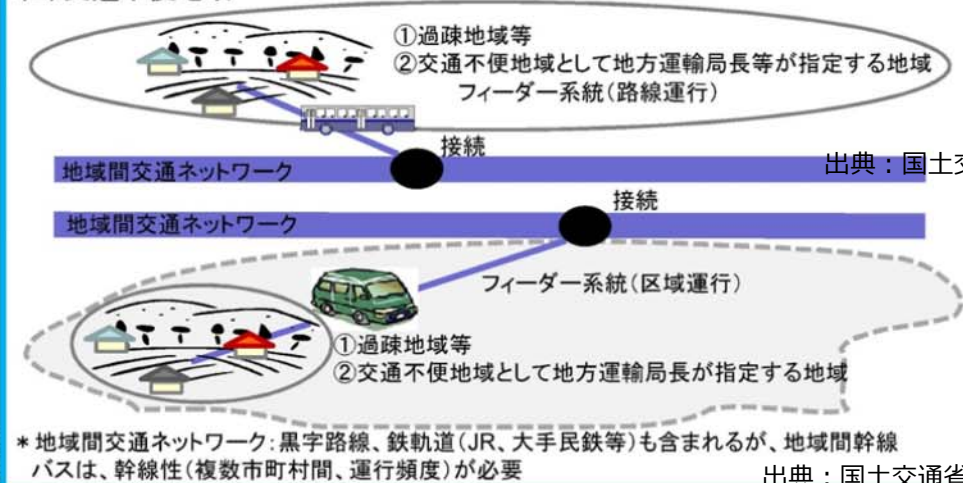 ①過疎地域等
②交通不便地域として地方運輸局長等が指定する地域
フィーダー系統(路線運行)
接続
地域間交通ネットワーク
出典：国土交
接続
地域間交通ネットワーク
フィーダー系統(区域運行)
①過疎地域等
②交通不便地域として地方運輸局長が指定する地域
*地域間交通ネットワーク:黒字路線、鉄軌道(JR、大手民鉄等)も含まれるが、地域間幹線
バスは、幹線性(複数市町村間、運行頻度)が必要
出典：国土交通省